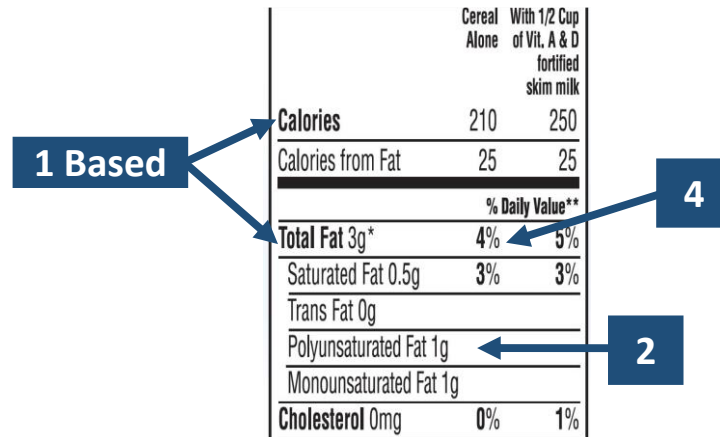 Cereal With 1/2 Cup
Alone of Vit. A & D
fortified
skim milk
Calories 210 250
1 Based
Calories from Fat 25 25
% Daily Value**
4
Total Fat 3g* 4% 5%
Saturated Fat 0.5g 3% 3%
Trans Fat 0g
Polyunsaturated Fat 1g
2
Monounsaturated Fat 1g
Cholesterol 0mg 0% 1%